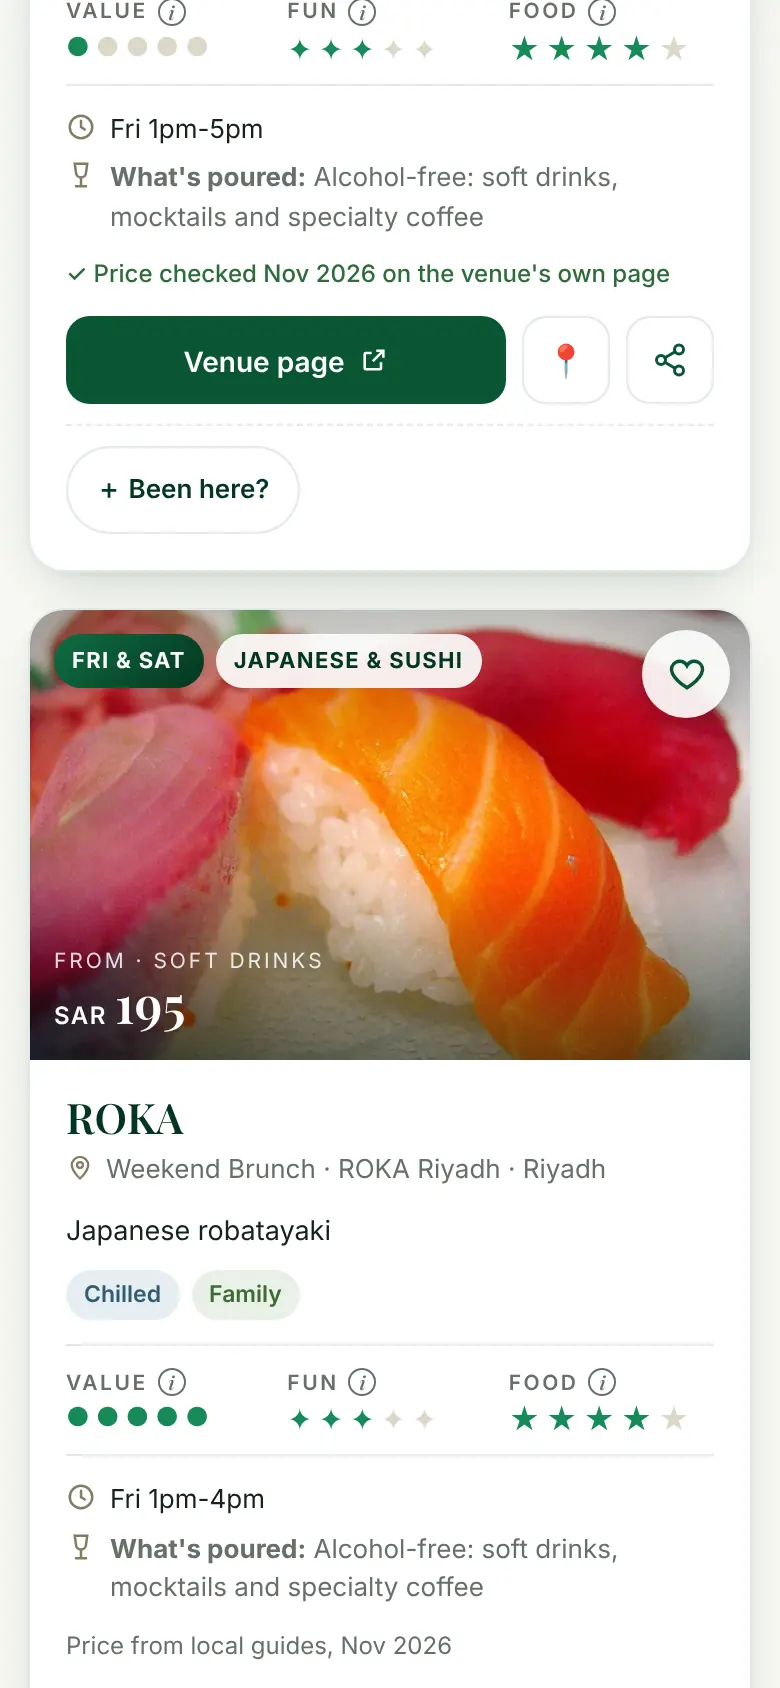 VALUE i FUN i FOOD i
Fri 1pm-5pm
What's poured: Alcohol-free: soft drinks,
mocktails and specialty coffee
✓ Price checked Nov 2026 on the venue's own page
Venue page
+ Been here?
FRI & SAT JAPANESE & SUSHI
FROM · SOFT DRINKS
SAR 195
ROKA
Weekend Brunch · ROKA Riyadh · Riyadh
Japanese robatayaki
Chilled Family
VALUE i FUN i FOOD i
Fri 1pm-4pm
What's poured: Alcohol-free: soft drinks,
mocktails and specialty coffee
Price from local guides, Nov 2026